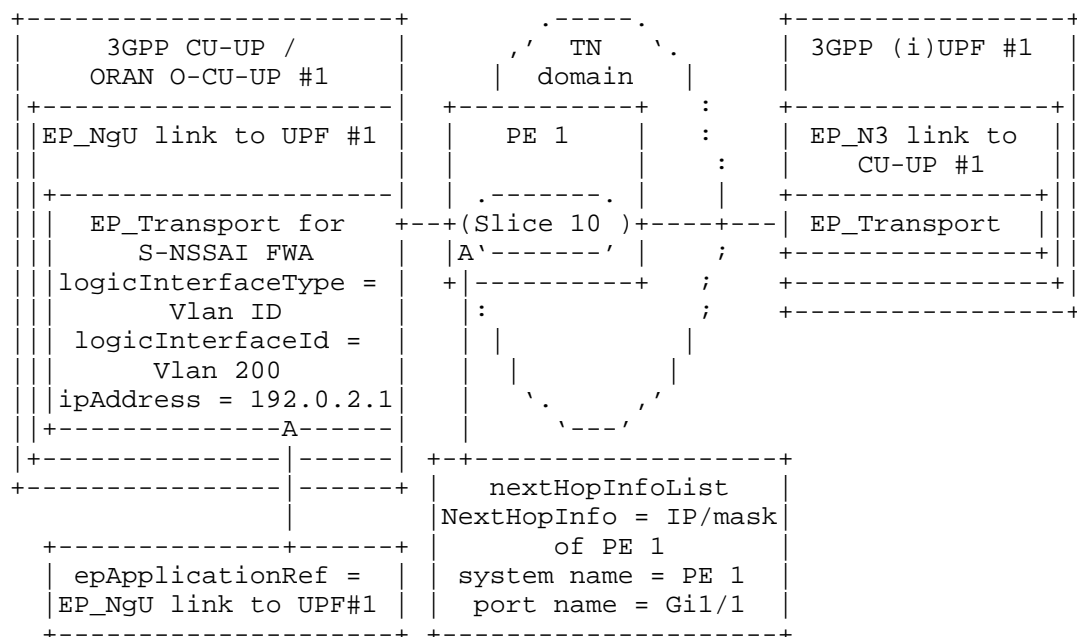 3GPP CU-UP /
ORAN O-CU-UP #1
EP_NgU link to UPF #1
EP_Transport for
S-NSSAI FWA
logicInterfaceType =
Vlan ID
logicInterfaceId =
Vlan 200
ipAddress = 192.0.2.1
A
epApplicationRef =
EP_NgU link to UPF#1
TN
domain
PE 1
(Slice 10 )
A
nextHopInfoList
NextHopInfo = IP/mask
of PE 1
system name = PE 1
port name = Gi1/1
3GPP (i)UPF #1
EP_N3 link to
CU-UP #1
EP_Transport